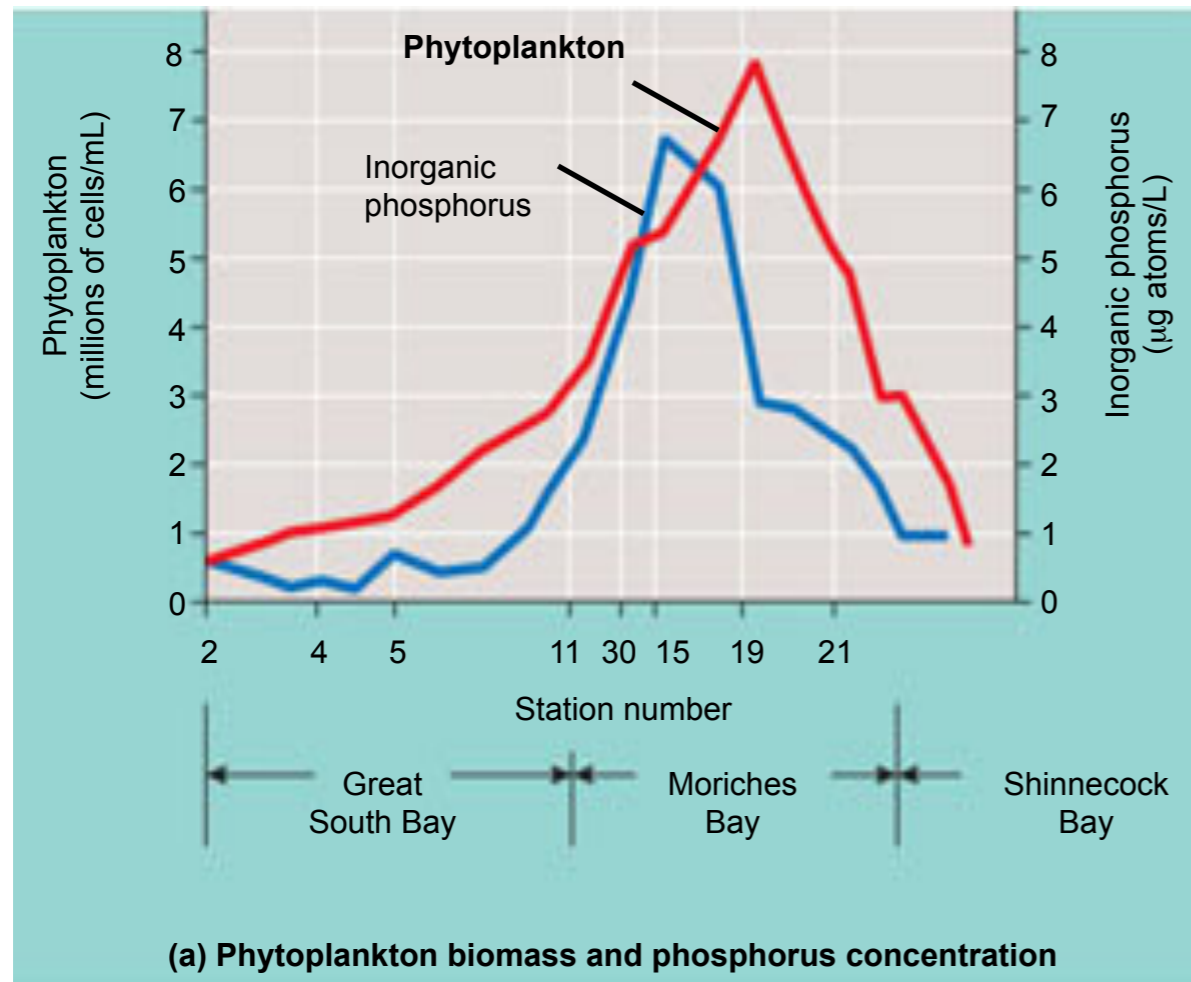 Phytoplankton
Inorganic
phosphorus
Phytoplankton
(millions of cells/mL)
8
7
6
5
4
3
2
1
0
8
7
6
5
4
3
2
1
0
Inorganic phosphorus
(μg atoms/L)
2 4 5 11 30 15 19 21
Station number
Great
South Bay
Moriches
Bay
Shinnecock
Bay
(a) Phytoplankton biomass and phosphorus concentration